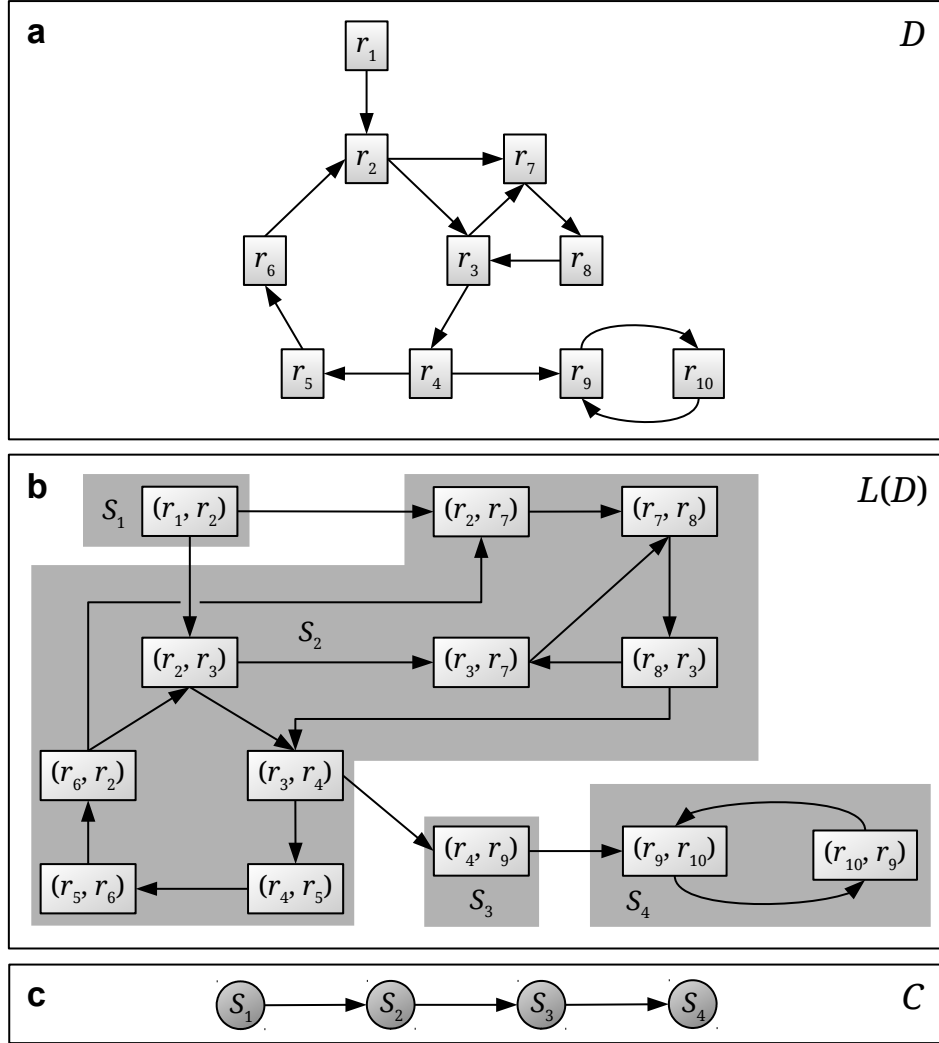 a
D
r₁
r₂
r₇
r₆
r₃
r₈
r₅
r₄
r₉
r₁₀
b
L(D)
S₁
(r₁, r₂)
(r₂, r₇)
(r₇, r₈)
S₂
(r₂, r₃)
(r₃, r₇)
(r₈, r₃)
(r₆, r₂)
(r₃, r₄)
(r₄, r₉)
(r₉, r₁₀)
(r₁₀, r₉)
(r₅, r₆)
(r₄, r₅)
S₃
S₄
c
S₁
S₂
S₃
S₄
C